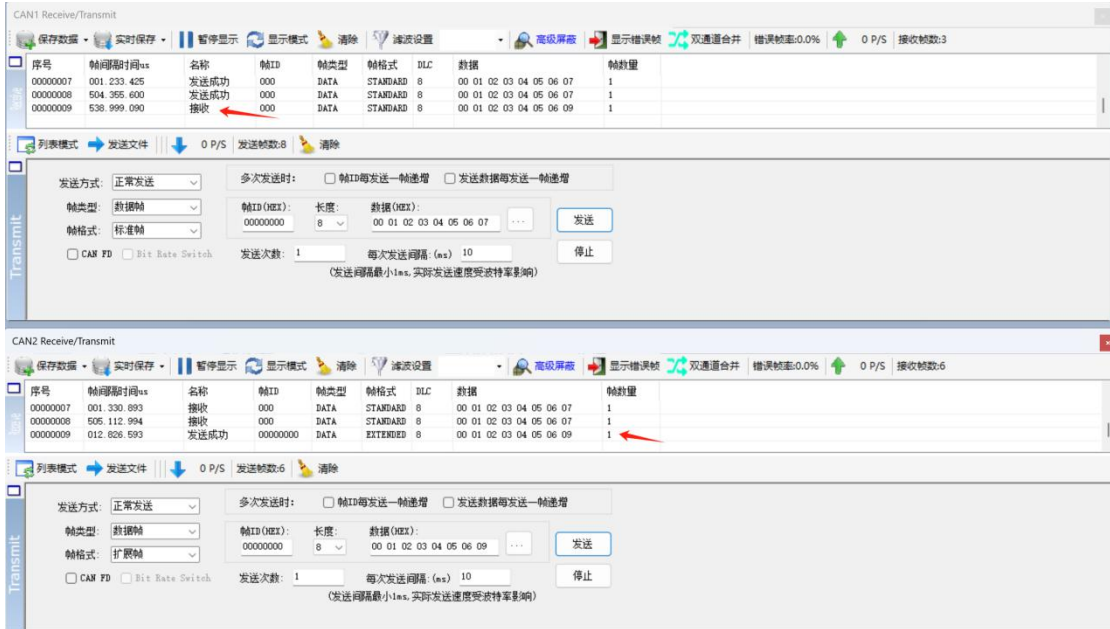 CAN1 Receive/Transmit
保存数据 实时保存 暂停显示 显示模式 清除 滤波设置 高级屏蔽 显示错误帧 双通道合并 错误帧率:0.0% 0 P/S 接收帧数:3
序号 帧间隔时间us 名称 帧ID 帧类型 帧格式 DLC 数据 帧数量
00000007 001.233.425 发送成功 000 DATA STANDARD 8 00 01 02 03 04 05 06 07 1
00000008 504.355.600 发送成功 000 DATA STANDARD 8 00 01 02 03 04 05 06 07 1
00000009 538.999.090 接收 000 DATA STANDARD 8 00 01 02 03 04 05 06 09 1
列表模式 发送文件 0 P/S 发送帧数:8 清除
Transmit
发送方式: 正常发送 多次发送时: 帧ID每发送一帧递增 发送数据每发送一帧递增
帧类型: 数据帧 帧ID(HEX): 长度: 数据(HEX):
00000000 8 00 01 02 03 04 05 06 07 ... 发送
帧格式: 标准帧
CAN FD Bit Rate Switch 发送次数: 1 每次发送间隔:(ms) 10 停止
(发送间隔最小1ms,实际发送速度受波特率影响)
CAN2 Receive/Transmit
保存数据 实时保存 暂停显示 显示模式 清除 滤波设置 高级屏蔽 显示错误帧 双通道合并 错误帧率:0.0% 0 P/S 接收帧数:6
序号 帧间隔时间us 名称 帧ID 帧类型 帧格式 DLC 数据 帧数量
00000007 001.330.893 接收 000 DATA STANDARD 8 00 01 02 03 04 05 06 07 1
00000008 505.112.994 接收 000 DATA STANDARD 8 00 01 02 03 04 05 06 07 1
00000009 012.826.593 发送成功 00000000 DATA EXTENDED 8 00 01 02 03 04 05 06 09 1
列表模式 发送文件 0 P/S 发送帧数:6 清除
Transmit
发送方式: 正常发送 多次发送时: 帧ID每发送一帧递增 发送数据每发送一帧递增
帧类型: 数据帧 帧ID(HEX): 长度: 数据(HEX):
00000000 8 00 01 02 03 04 05 06 09 ... 发送
帧格式: 扩展帧
CAN FD Bit Rate Switch 发送次数: 1 每次发送间隔:(ms) 10 停止
(发送间隔最小1ms,实际发送速度受波特率影响)